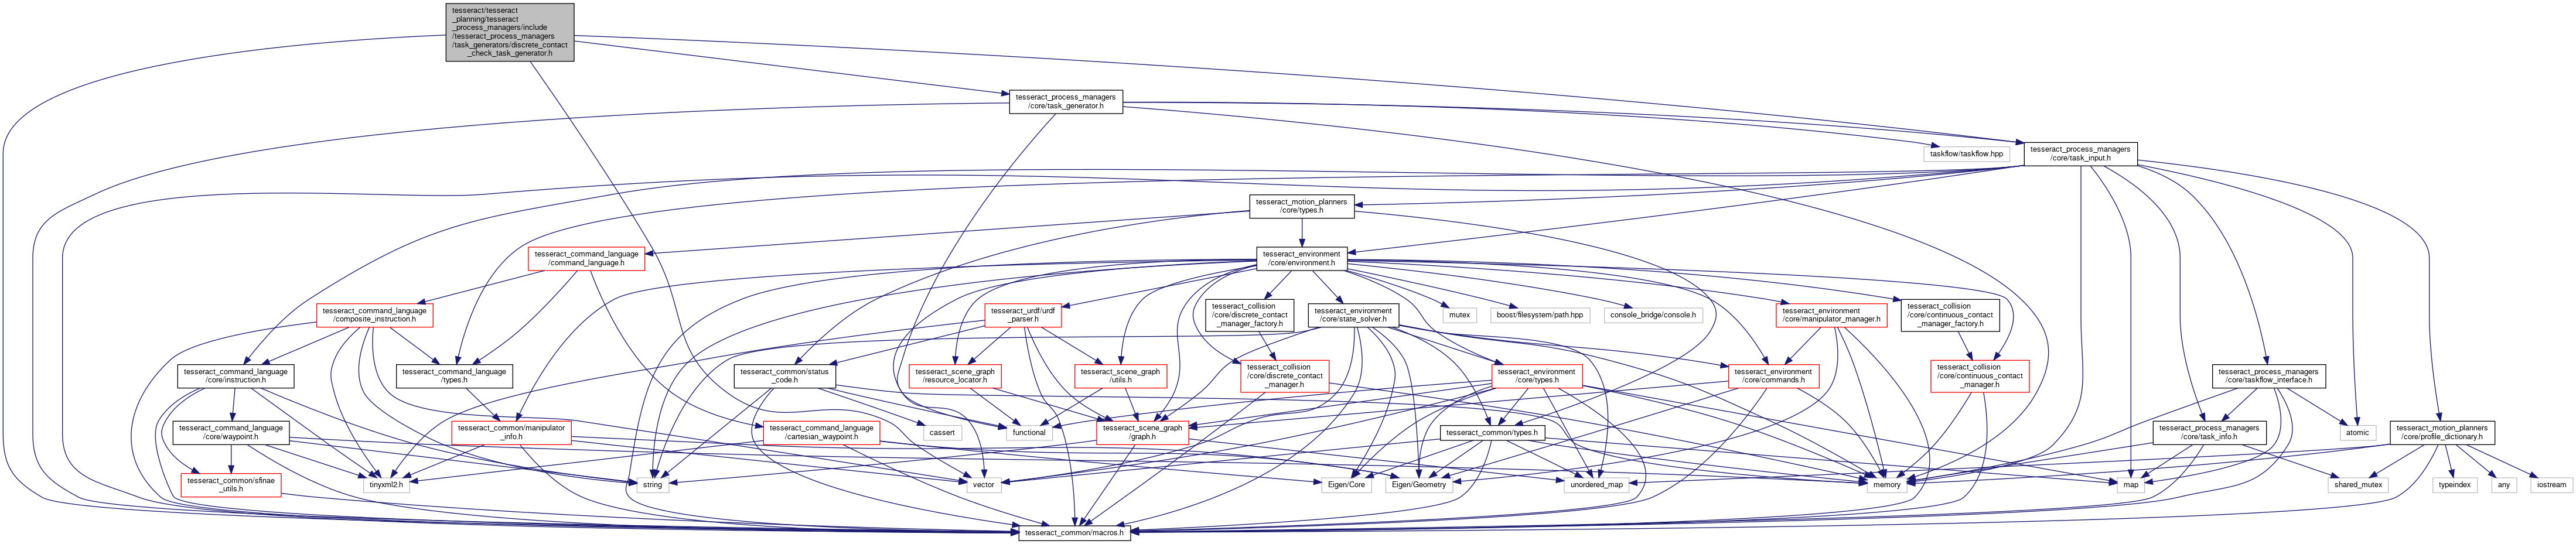 tesseract/tesseract
_planning/tesseract
_process_managers/include
/tesseract_process_managers
/task_generators/discrete_contact
_check_task_generator.h
tesseract_process_managers
/core/task_generator.h
taskflow/taskflow.hpp
tesseract_process_managers
/core/task_input.h
tesseract_motion_planners
/core/types.h
tesseract_command_language
/command_language.h
tesseract_environment
/core/environment.h
tesseract_command_language
/composite_instruction.h
tesseract_urdf/urdf
_parser.h
tesseract_collision
/core/discrete_contact
_manager_factory.h
tesseract_environment
/core/state_solver.h
mutex
boost/filesystem/path.hpp
console_bridge/console.h
tesseract_environment
/core/manipulator_manager.h
tesseract_collision
/core/continuous_contact
_manager_factory.h
tesseract_command_language
/core/instruction.h
tesseract_command_language
/types.h
tesseract_common/status
_code.h
tesseract_scene_graph
/resource_locator.h
tesseract_scene_graph
/utils.h
tesseract_collision
/core/discrete_contact
_manager.h
tesseract_environment
/core/types.h
tesseract_environment
/core/commands.h
tesseract_collision
/core/continuous_contact
_manager.h
tesseract_process_managers
/core/taskflow_interface.h
tesseract_command_language
/core/waypoint.h
tesseract_common/manipulator
_info.h
tesseract_command_language
/cartesian_waypoint.h
cassert
functional
tesseract_scene_graph
/graph.h
tesseract_common/types.h
tesseract_process_managers
/core/task_info.h
atomic
tesseract_motion_planners
/core/profile_dictionary.h
tesseract_common/sfinae
_utils.h
tinyxml2.h
string
vector
Eigen/Core
Eigen/Geometry
unordered_map
memory
map
shared_mutex
typeindex
any
iostream
tesseract_common/macros.h